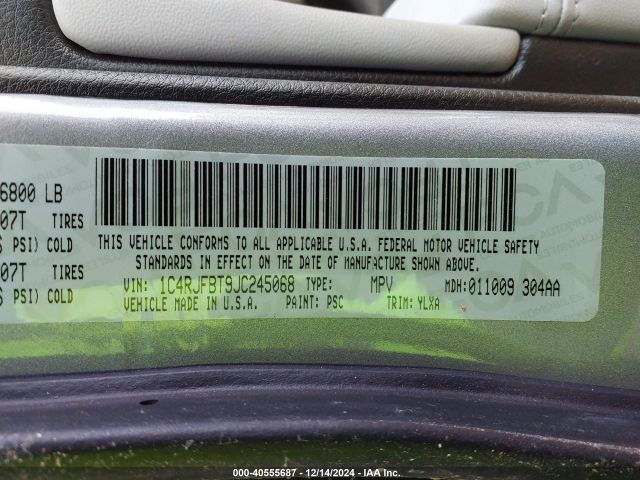 6800 LB
07T TIRES
PSI) COLD
07T TIRES
PSI) COLD
THIS VEHICLE CONFORMS TO ALL APPLICABLE U.S.A. FEDERAL MOTOR VEHICLE SAFETY
STANDARDS IN EFFECT ON THE DATE OF MANUFACTURE SHOWN ABOVE.
VIN: 1C4RJFBT9JC245068 TYPE: MPV MDH:011009 304AA
VEHICLE MADE IN U.S.A. PAINT: PSC TRIM: YLXA
000-40555687 - 12/14/2024 - IAA Inc.